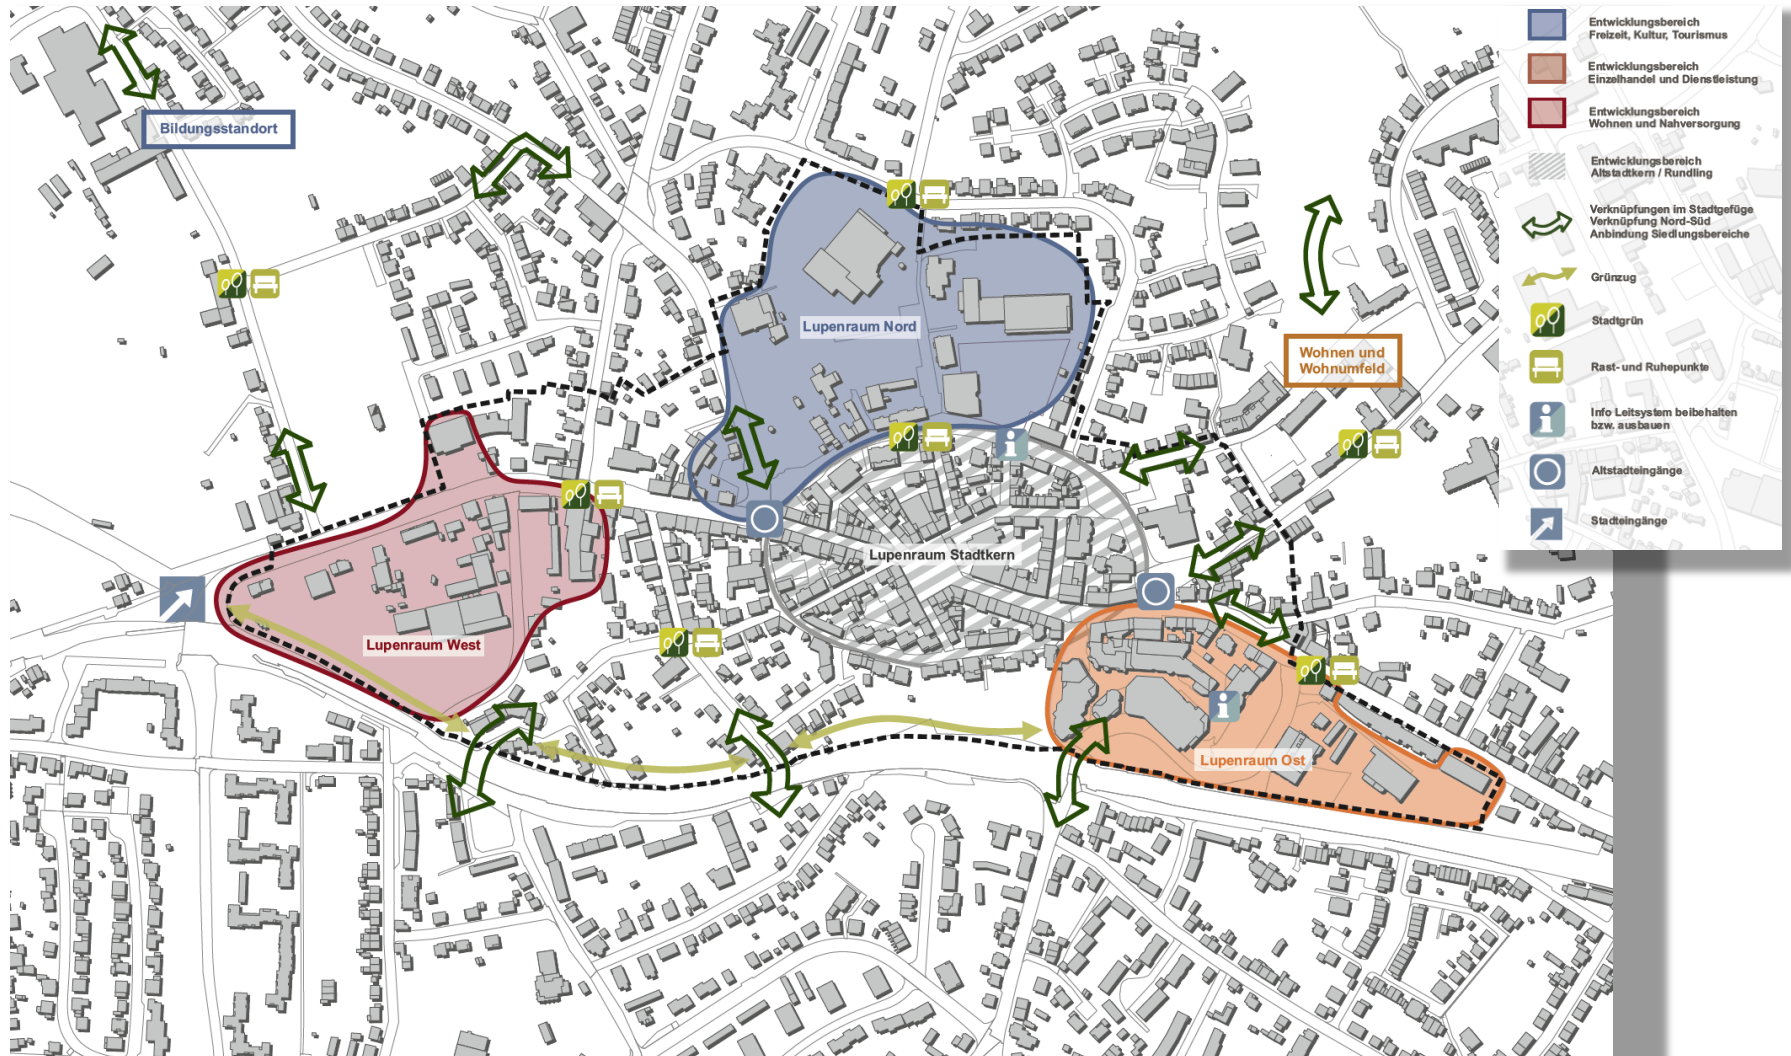 Bildungsstandort
Lupenraum Nord
Wohnen und
Wohnumfeld
Lupenraum Stadtkern
Lupenraum West
Lupenraum Ost
Entwicklungsbereich
Freizeit, Kultur, Tourismus
Entwicklungsbereich
Einzelhandel und Dienstleistung
Entwicklungsbereich
Wohnen und Nahversorgung
Entwicklungsbereich
Altstadtkern / Rundling
Verknüpfungen im Stadtgefüge
Verknüpfung Nord-Süd
Anbindung Siedlungsbereiche
Grünzug
Stadtgrün
Rast- und Ruhepunkte
Info Leitsystem beibehalten
bzw. ausbauen
Altstadteingänge
Stadteingänge